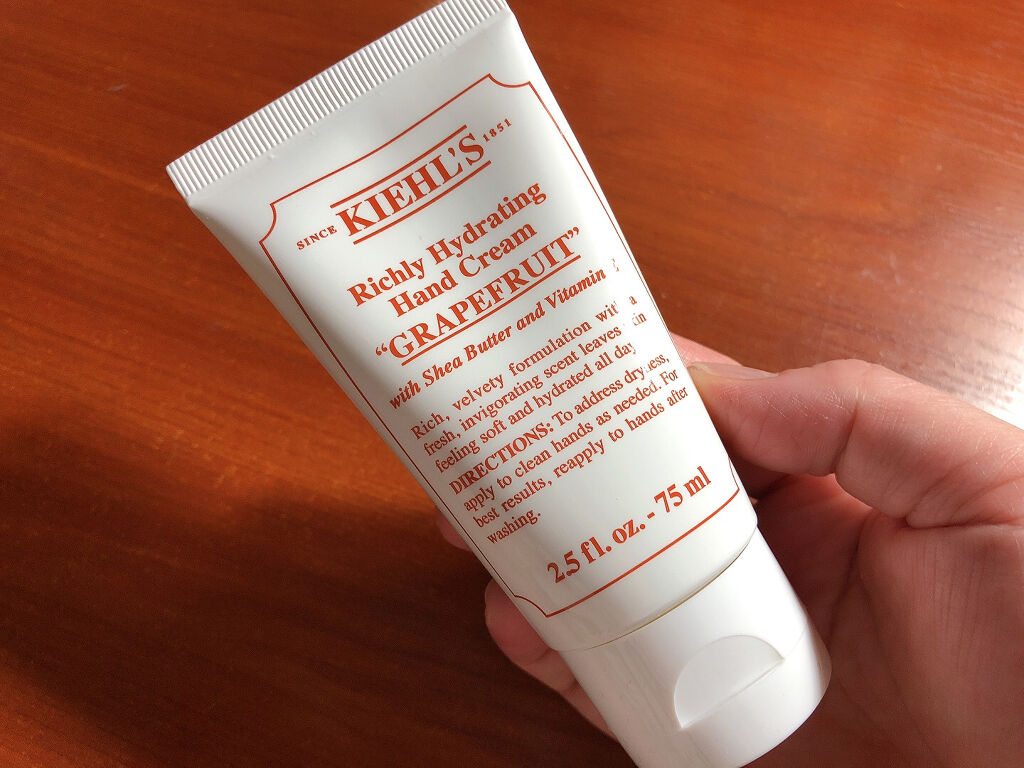 SINCE KIEHL'S 1851
Richly Hydrating
Hand Cream
“GRAPEFRUIT”
with Shea Butter and Vitamin
Rich, velvety formulation with a
fresh, invigorating scent leaves skin
feeling soft and hydrated all day
DIRECTIONS: To address dryness,
apply to clean hands as needed. For
best results, reapply to hands after
washing.
2.5 fl. oz. - 75 ml